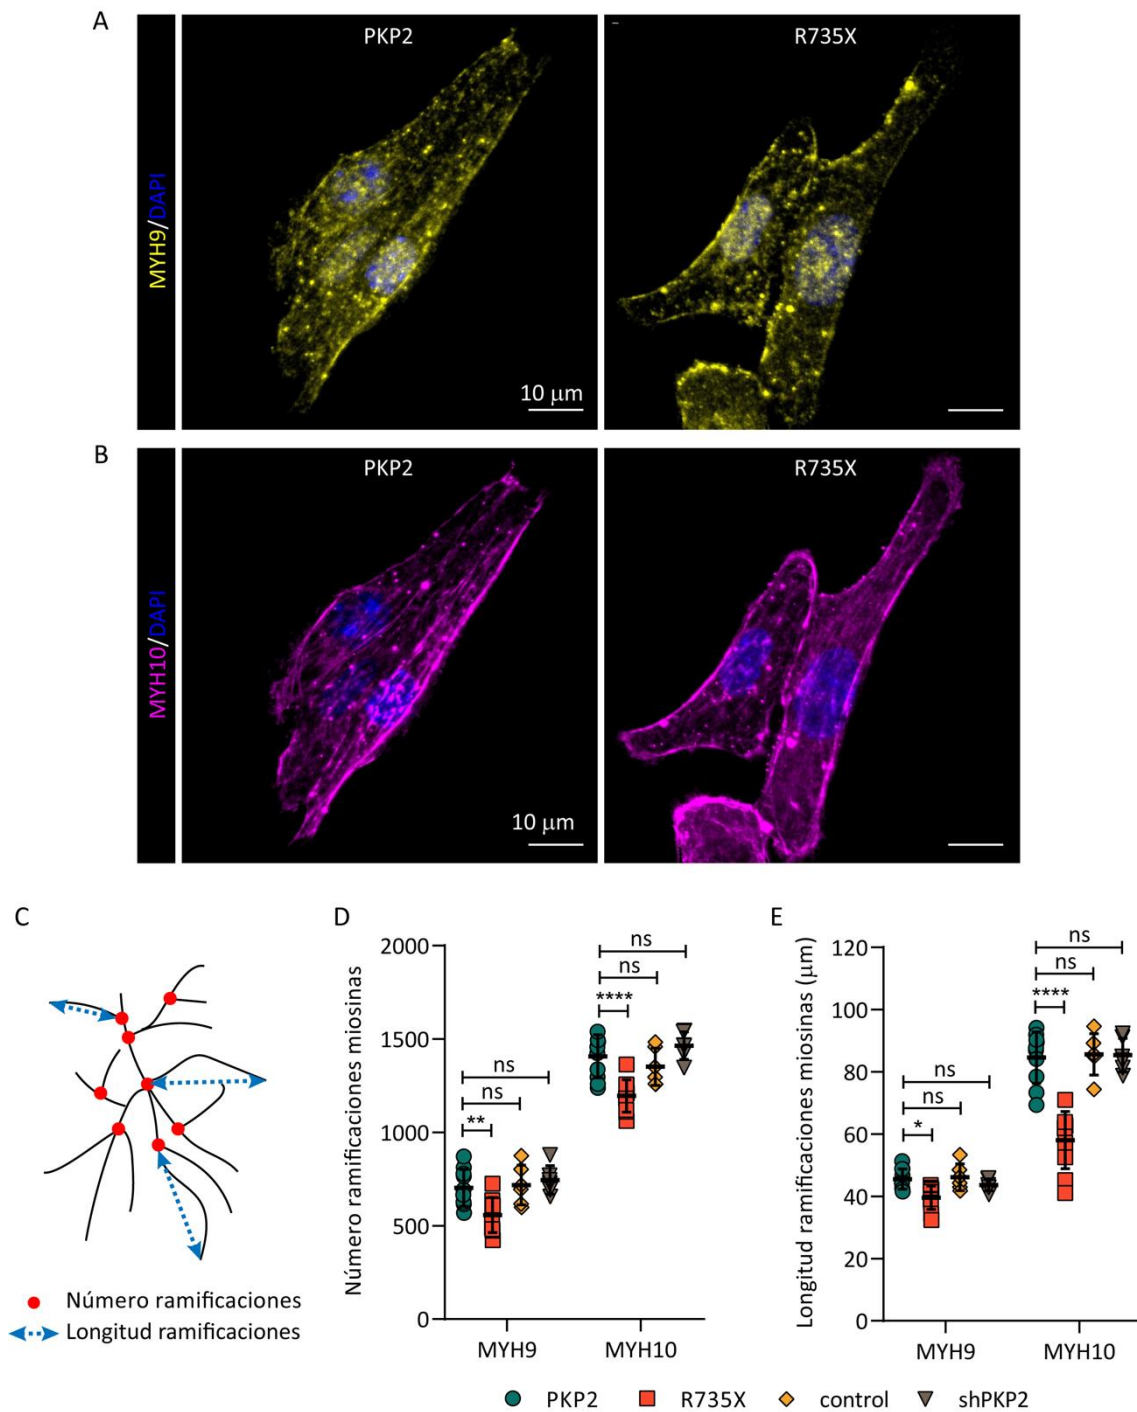 A
PKP2
R735X
MYH9/DAPI
10 µm
B
PKP2
R735X
MYH10/DAPI
10 µm
C
Número ramificaciones
Longitud ramificaciones
D
Número ramificaciones miosinas
2000
1500
1000
500
0
ns
ns
**
ns
ns
****
MYH9
MYH10
E
Longitud ramificaciones miosinas (µm)
120
100
80
60
40
20
0
ns
ns
*
ns
ns
****
MYH9
MYH10
PKP2
R735X
control
shPKP2